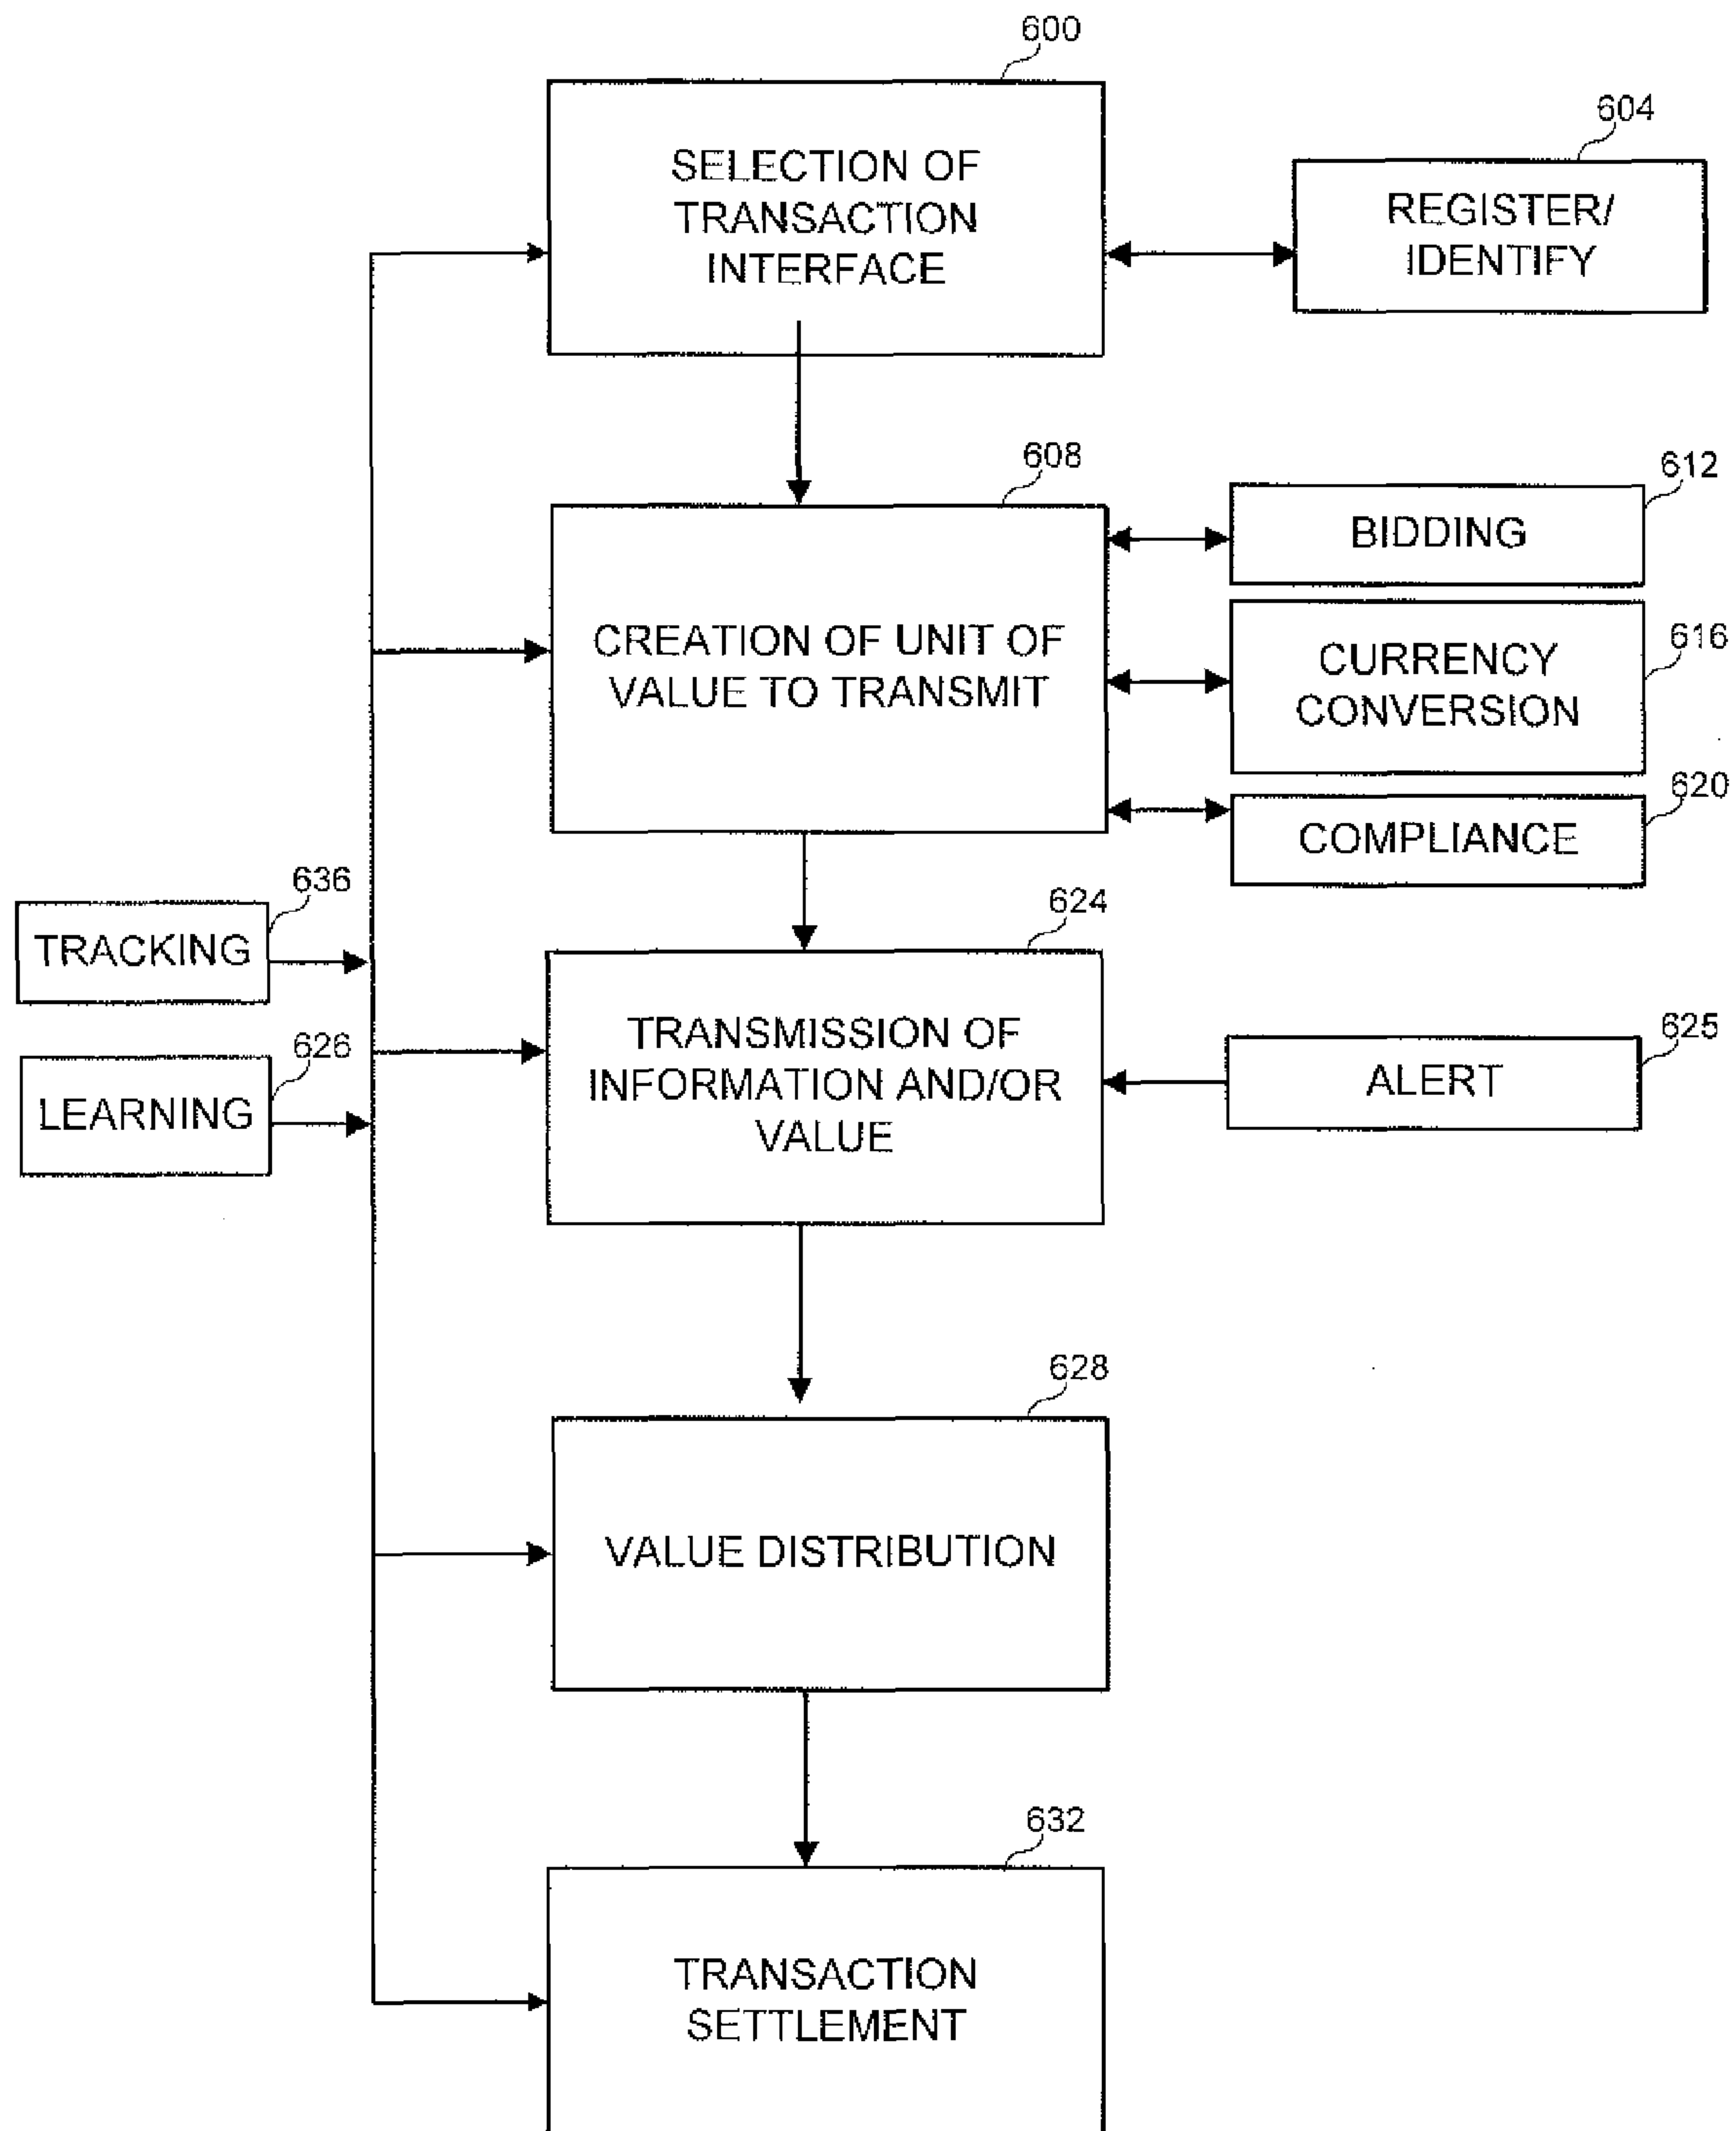 600
SELECTION OF
TRANSACTION
INTERFACE
604
REGISTER/
IDENTIFY
608
CREATION OF UNIT OF
VALUE TO TRANSMIT
612
BIDDING
616
CURRENCY
CONVERSION
620
COMPLIANCE
636
TRACKING
626
LEARNING
624
TRANSMISSION OF
INFORMATION AND/OR
VALUE
625
ALERT
628
VALUE DISTRIBUTION
632
TRANSACTION
SETTLEMENT